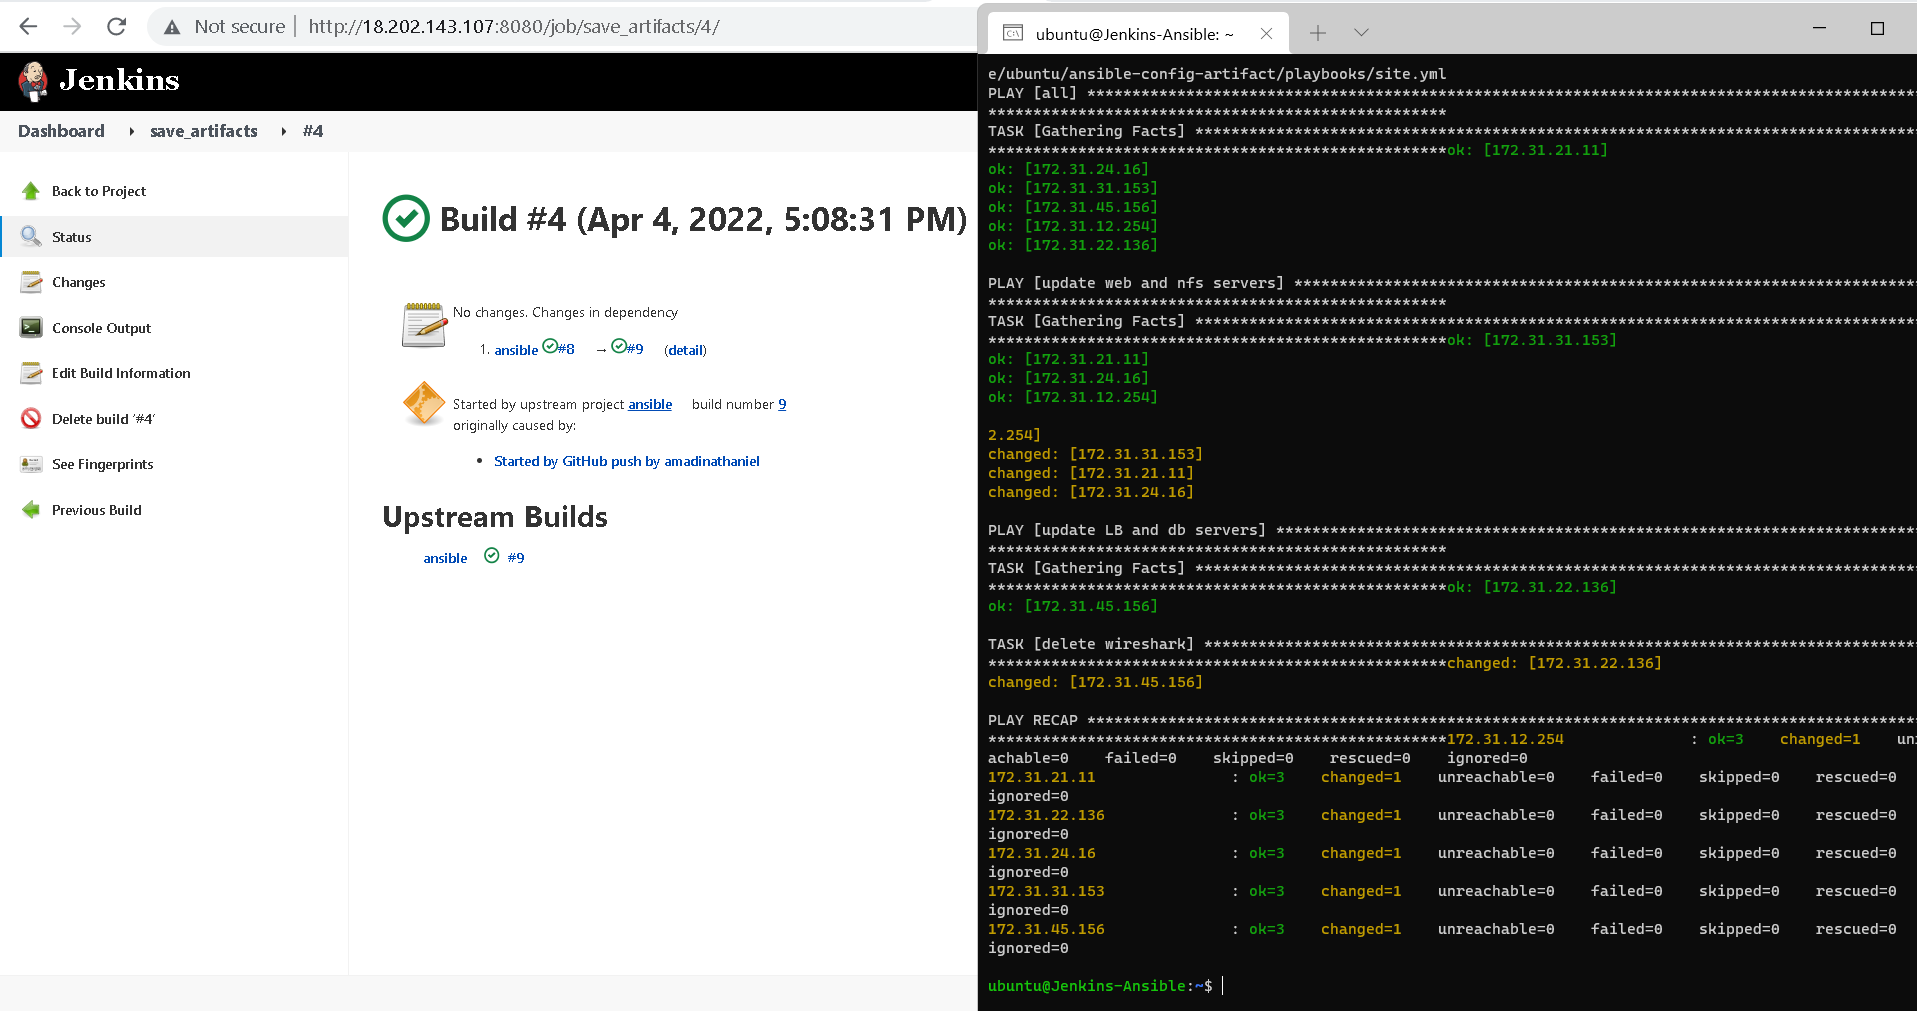 Not secure | http://18.202.143.107:8080/job/save_artifacts/4/
Jenkins
Dashboard save_artifacts #4
Back to Project
Status
Changes
Console Output
Edit Build Information
Delete build ‘#4’
See Fingerprints
Previous Build
Build #4 (Apr 4, 2022, 5:08:31 PM)
No changes. Changes in dependency
1. ansible #8 → #9 (detail)
Started by upstream project ansible build number 9
originally caused by:
• Started by GitHub push by amadinathaniel
Upstream Builds
ansible #9
ubuntu@Jenkins-Ansible: ~
e/ubuntu/ansible-config-artifact/playbooks/site.yml
PLAY [all] ********************************************************************************************
***************************************************
TASK [Gathering Facts] ********************************************************************************
***************************************************ok: [172.31.21.11]
ok: [172.31.24.16]
ok: [172.31.31.153]
ok: [172.31.45.156]
ok: [172.31.12.254]
ok: [172.31.22.136]
PLAY [update web and nfs servers] *********************************************************************
***************************************************
TASK [Gathering Facts] ********************************************************************************
***************************************************ok: [172.31.31.153]
ok: [172.31.21.11]
ok: [172.31.24.16]
ok: [172.31.12.254]
2.254]
changed: [172.31.31.153]
changed: [172.31.21.11]
changed: [172.31.24.16]
PLAY [update LB and db servers] ***********************************************************************
***************************************************
TASK [Gathering Facts] ********************************************************************************
***************************************************ok: [172.31.22.136]
ok: [172.31.45.156]
TASK [delete wireshark] *******************************************************************************
***************************************************changed: [172.31.22.136]
changed: [172.31.45.156]
PLAY RECAP ********************************************************************************************
***************************************************172.31.12.254 : ok=3 changed=1 un
achable=0 failed=0 skipped=0 rescued=0 ignored=0
172.31.21.11 : ok=3 changed=1 unreachable=0 failed=0 skipped=0 rescued=0
ignored=0
172.31.22.136 : ok=3 changed=1 unreachable=0 failed=0 skipped=0 rescued=0
ignored=0
172.31.24.16 : ok=3 changed=1 unreachable=0 failed=0 skipped=0 rescued=0
ignored=0
172.31.31.153 : ok=3 changed=1 unreachable=0 failed=0 skipped=0 rescued=0
ignored=0
172.31.45.156 : ok=3 changed=1 unreachable=0 failed=0 skipped=0 rescued=0
ignored=0
ubuntu@Jenkins-Ansible:~$